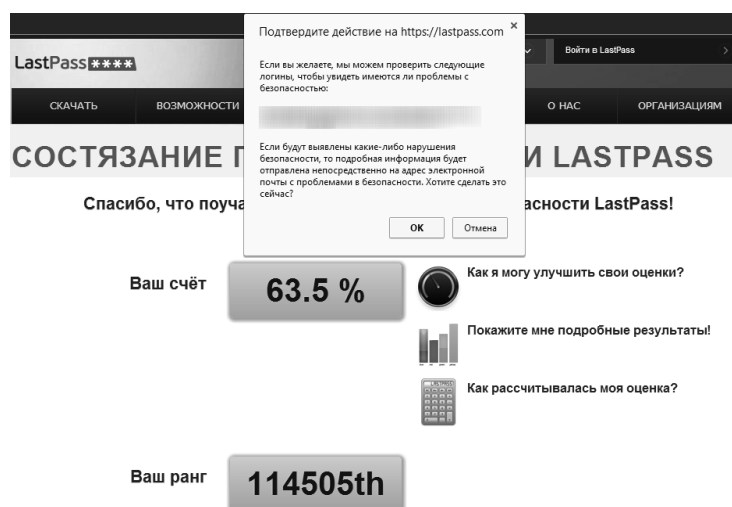 Подтвердите действие на https://lastpass.com
Если вы желаете, мы можем проверить следующие
логины, чтобы увидеть имеются ли проблемы с
безопасностью:
Если будут выявлены какие-либо нарушения
безопасности, то подробная информация будет
отправлена непосредственно на адрес электронной
почты с проблемами в безопасности. Хотите сделать это
сейчас?
ОК Отмена
LastPass ****
Войти в LastPass
СКАЧАТЬ ВОЗМОЖНОСТИ О НАС ОРГАНИЗАЦИЯМ
СОСТЯЗАНИЕ И LASTPASS
Спасибо, что LastPass!
Ваш счёт
63.5 %
Как я могу улучшить свои оценки?
Покажите мне подробные результаты!
Как рассчитывалась моя оценка?
Ваш ранг
114505th